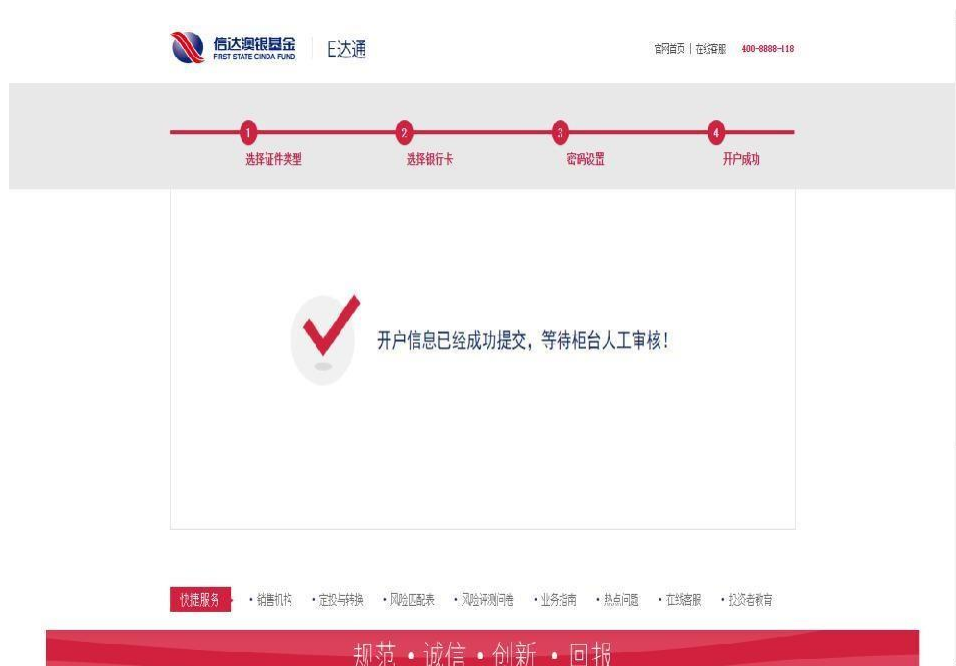 信达澳银基金 E达通
FIRST STATE CINDA FUND
官网首页 | 在线客服 400-8888-118
1 2 3 4
选择证件类型 选择银行卡 密码设置 开户成功
开户信息已经成功提交，等待柜台人工审核！
快捷服务 • 销售机构 • 定投与转换 • 风险匹配表 • 风险评测问卷 • 业务指南 • 热点问题 • 在线客服 • 投资者教育
规范 • 诚信 • 创新 • 回报